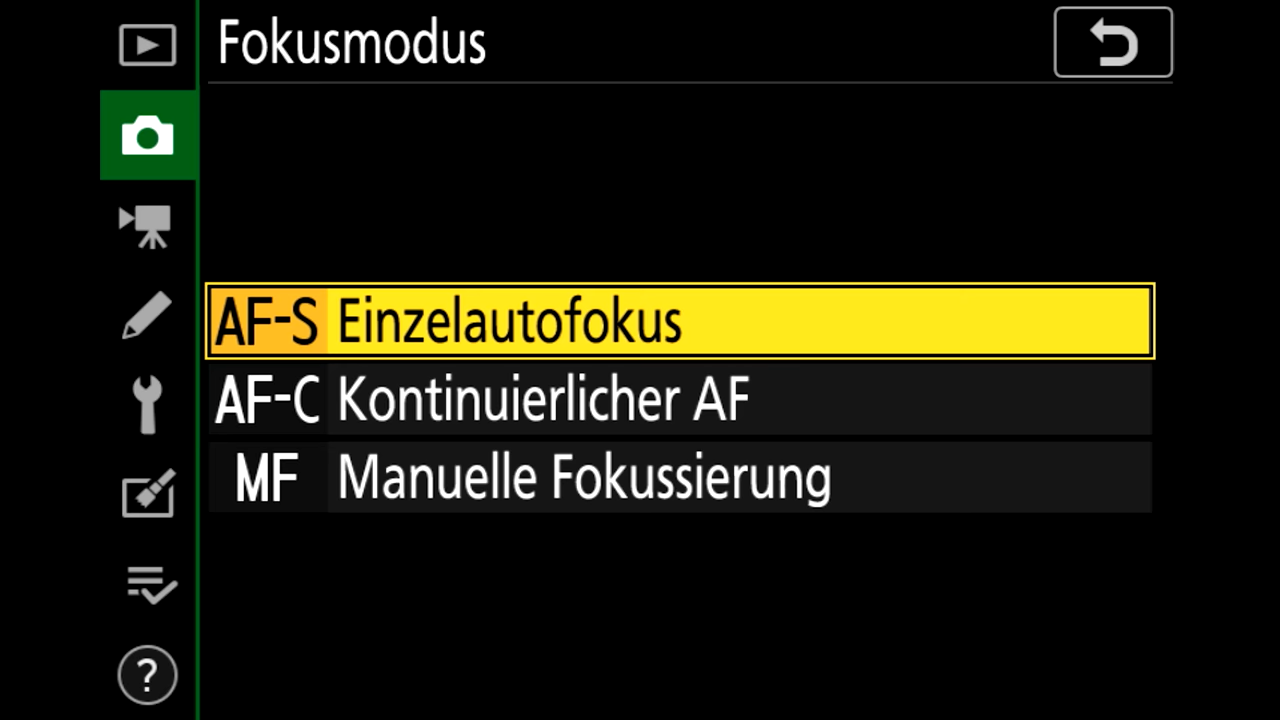 Fokusmodus
AF-S Einzelautofokus
AF-C Kontinuierlicher AF
MF Manuelle Fokussierung
?